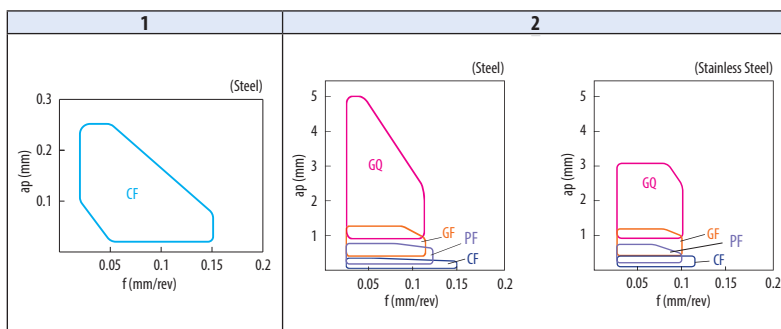 1
2
(Steel)
0.3
0.2
0.1
ap (mm)
CF
0.05
0.1
0.15
0.2
f (mm/rev)
(Steel)
5
4
3
2
1
ap (mm)
GQ
GF
PF
CF
0.05
0.1
0.15
0.2
f (mm/rev)
(Stainless Steel)
5
4
3
2
1
ap (mm)
GQ
GF
PF
CF
0.05
0.1
0.15
0.2
f (mm/rev)